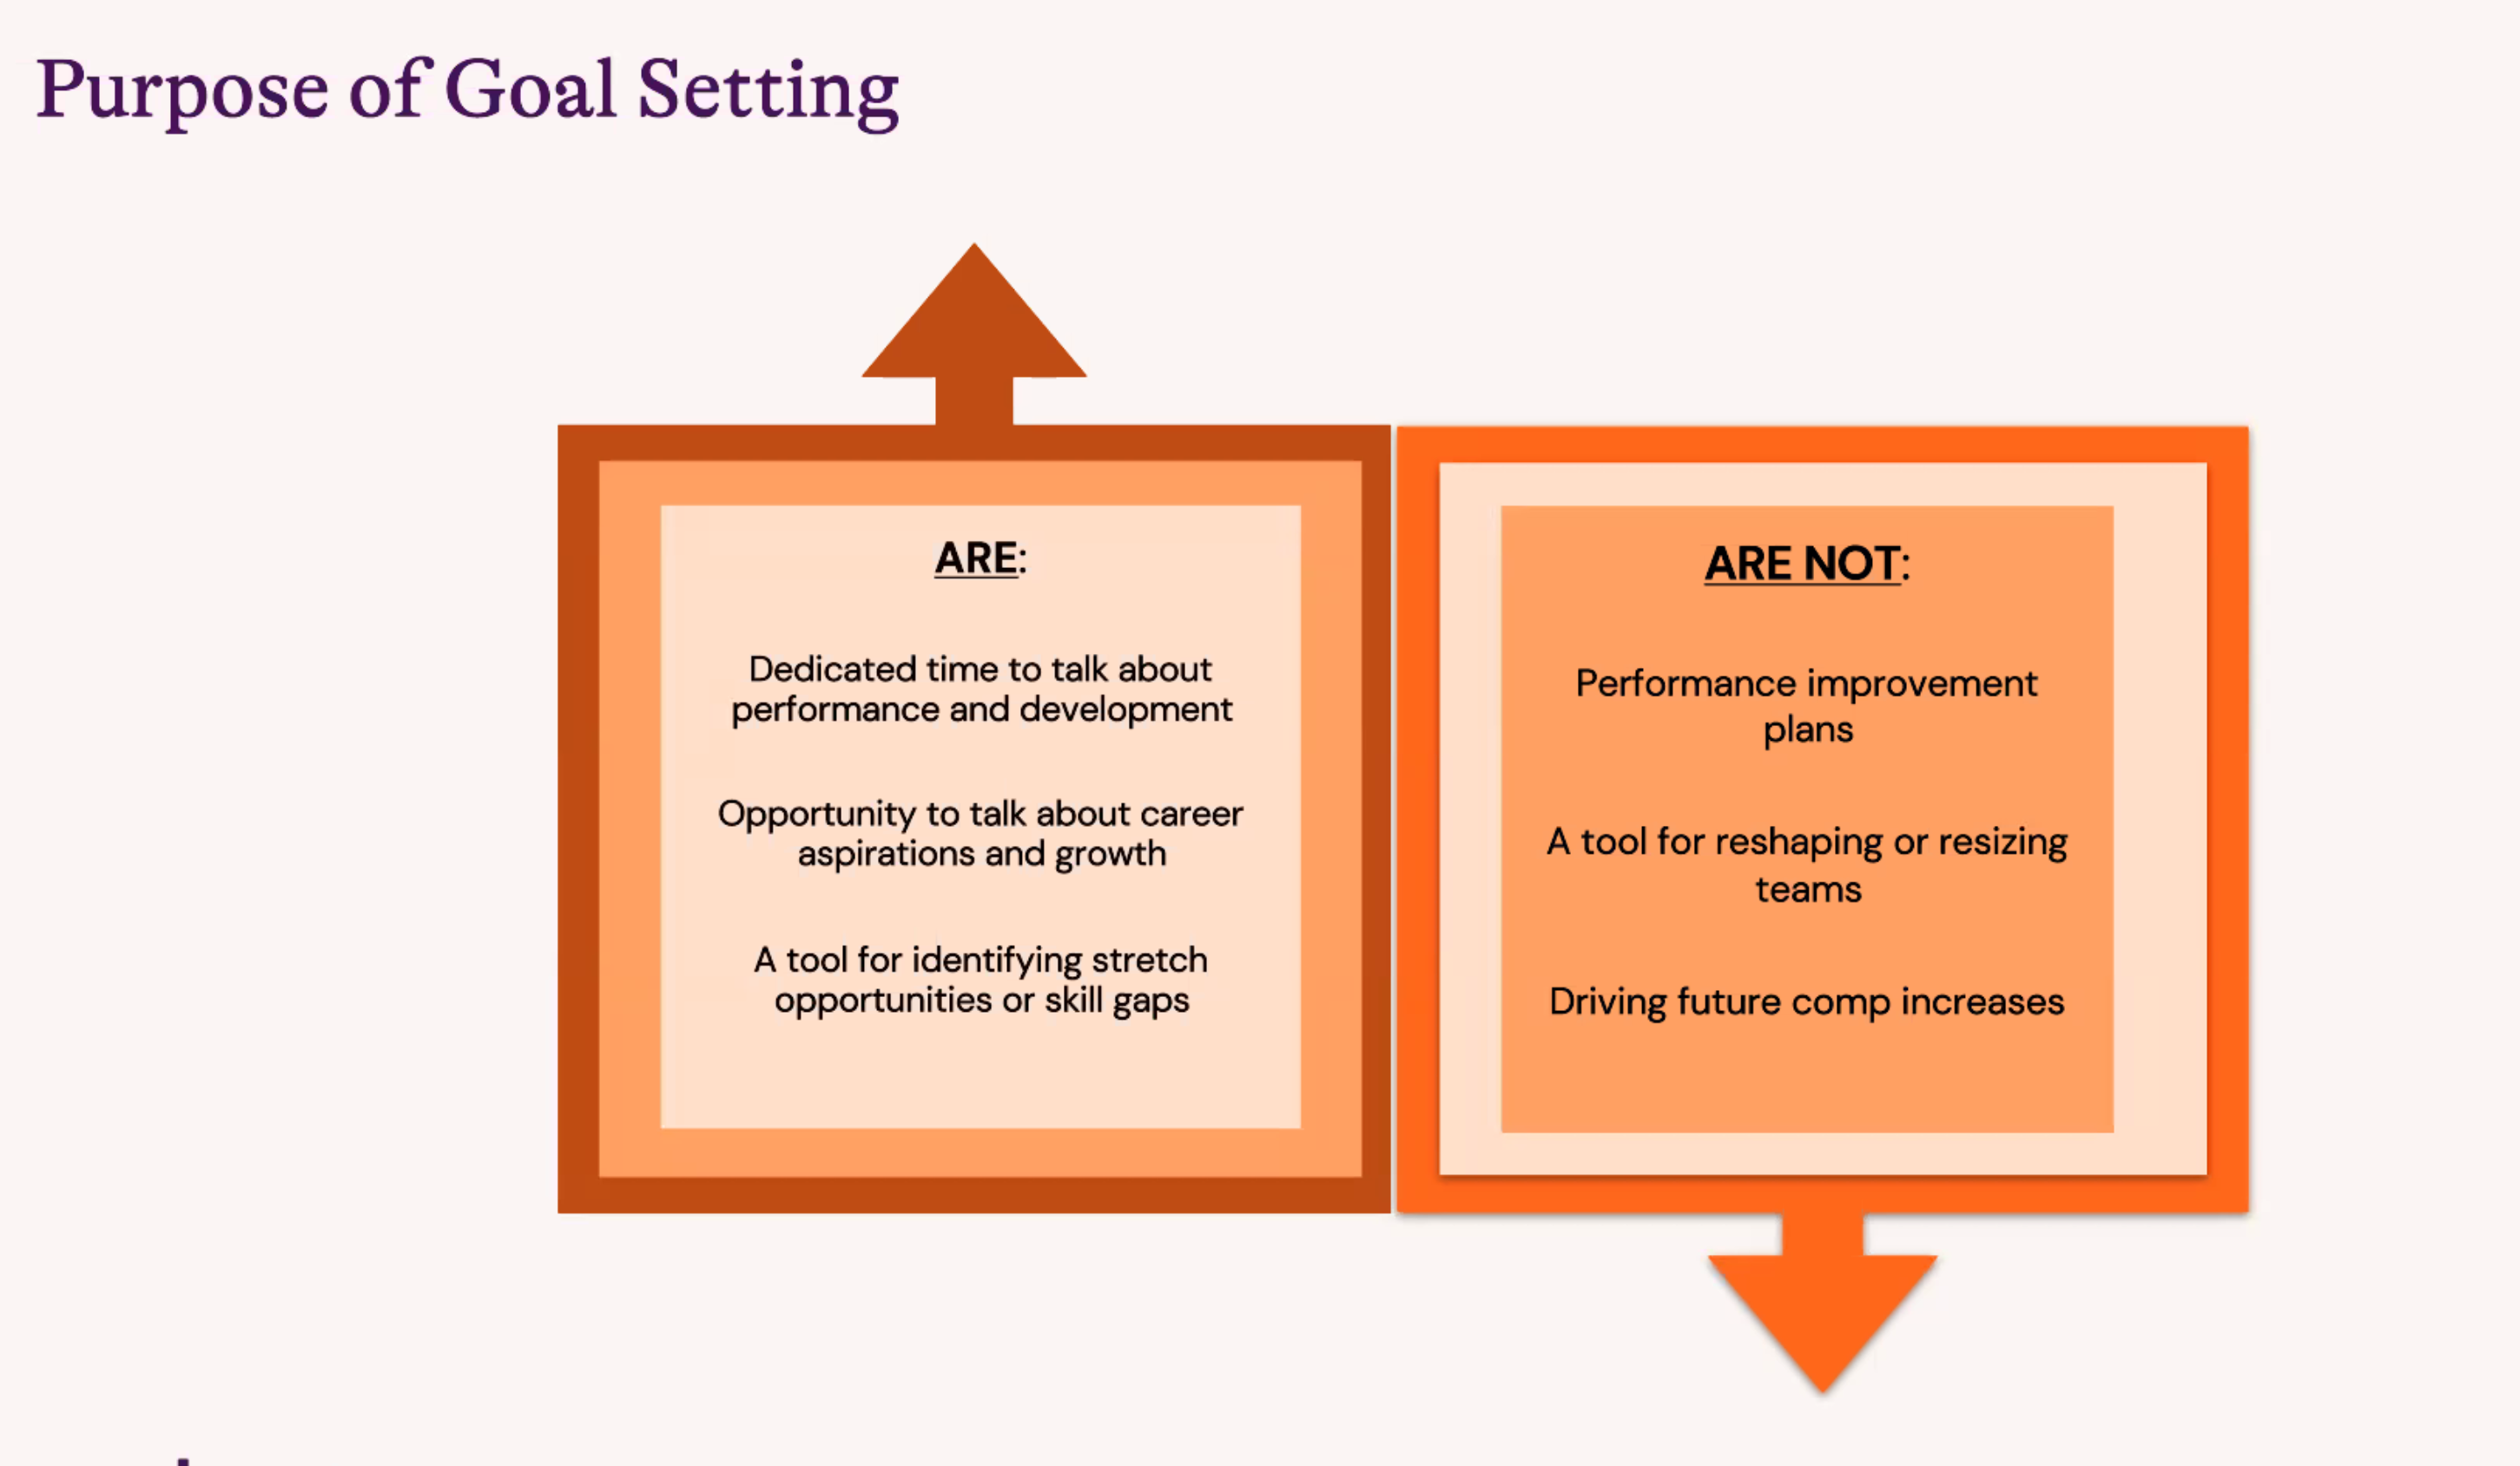 Purpose of Goal Setting
ARE:
Dedicated time to talk about
performance and development
Opportunity to talk about career
aspirations and growth
A tool for identifying stretch
opportunities or skill gaps
ARE NOT:
Performance improvement
plans
A tool for reshaping or resizing
teams
Driving future comp increases